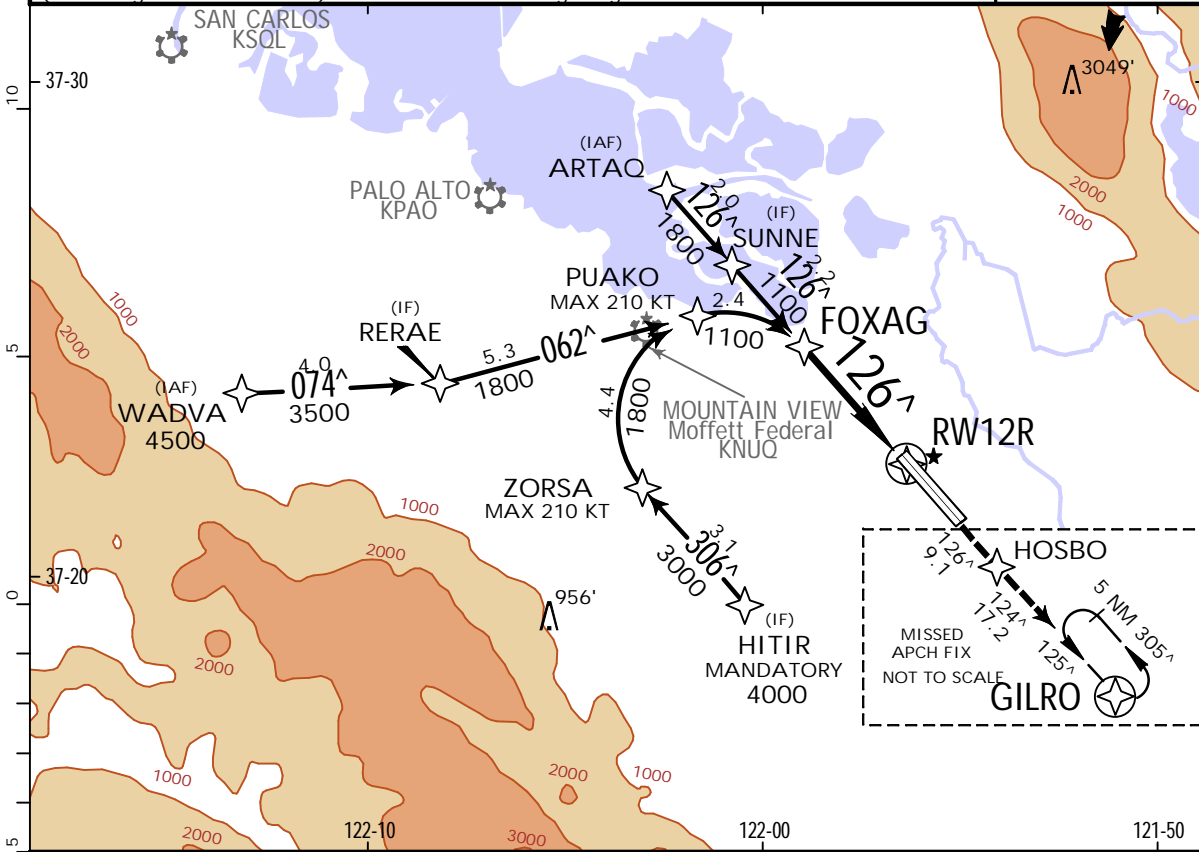 SAN CARLOS
KSQL
37-30
10
3049'
1000
2000
1000
(IAF)
ARTAQ
PALO ALTO
KPAO
2.0
126^
1800
(IF)
SUNNE
2.2
126^
1100
PUAKO
MAX 210 KT
2.4
1100
FOXAG
126^
1000
2000
(IF)
RERAE
5
5.3
062^
1800
(IAF)
WADVA
4500
4.0
074^
3500
4.4
1800
MOUNTAIN VIEW
Moffett Federal
KNUQ
RW12R
ZORSA
MAX 210 KT
1000
2000
3.1
306^
3000
126^
9.1
HOSBO
37-20
0
956'
(IF)
HITIR
MANDATORY
4000
124^
17.2
5 NM
305^
125^
MISSED
APCH FIX
NOT TO SCALE
GILRO
2000
1000
2000
1000
2000
3000
5
122-10
122-00
121-50